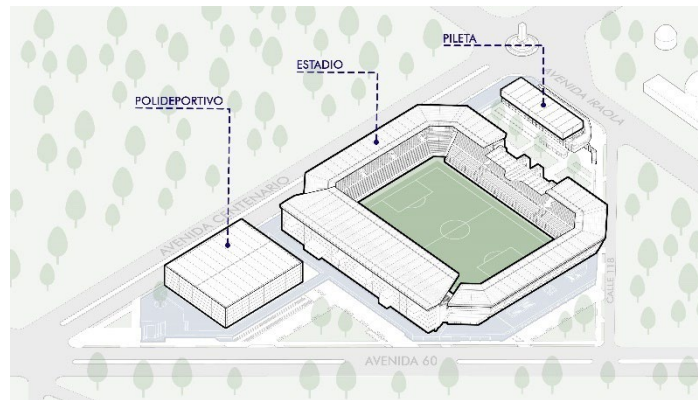 PILETA
ESTADIO
POLIDEPORTIVO
AVENIDA IRAOLA
AVENIDA CENTENARIO
CALLE 118
AVENIDA 60